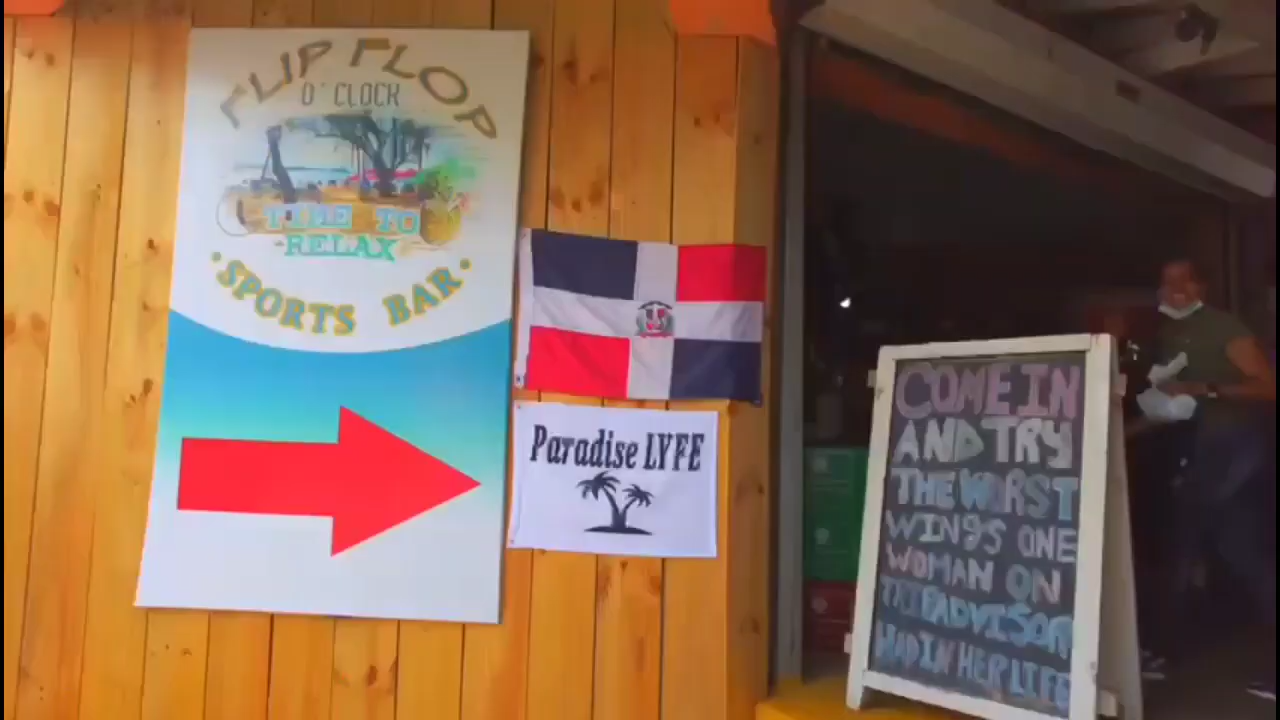 FLIP FLOP
O' CLOCK
TIME TO
RELAX
SPORTS BAR
Paradise LYFE
COME IN
AND TRY
THE WORST
WINGS ONE
WOMAN ON
TRIPADVISOR
HAD IN HER LIFE